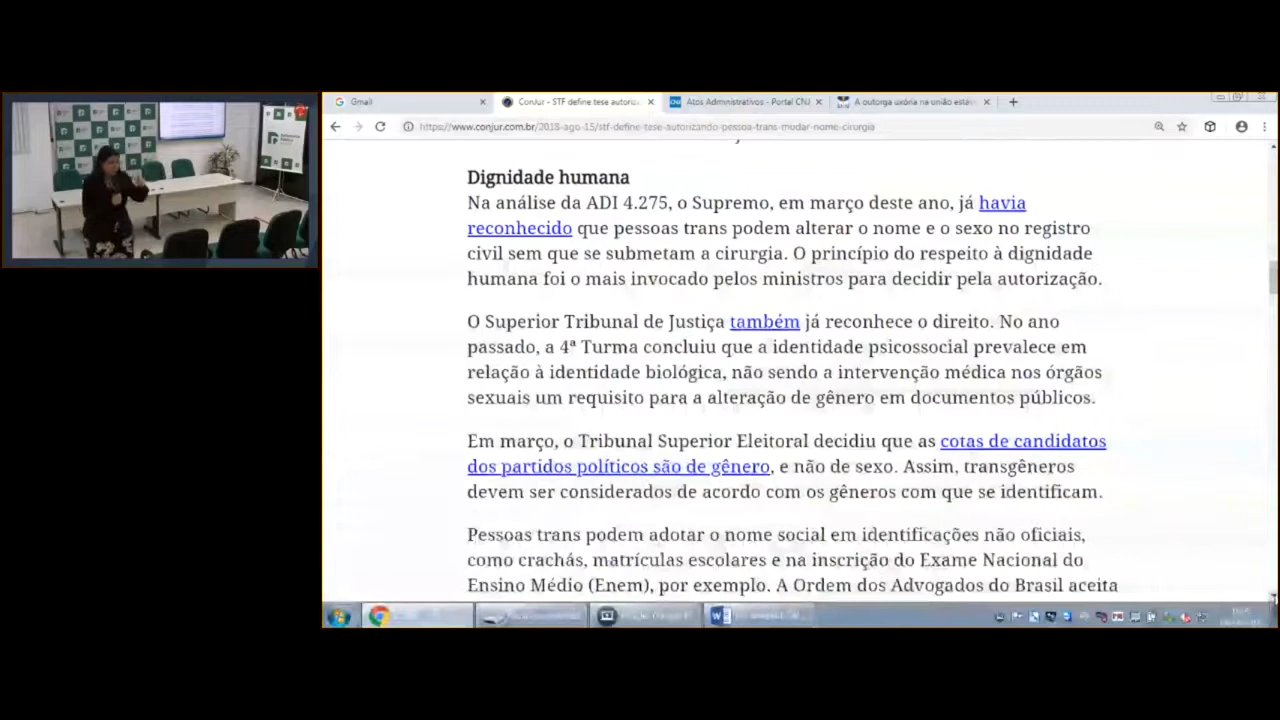 Gmail
ConJur - STF define tese autoriza
Atos Administrativos - Portal CNJ
A outorga uxória na união está
https://www.conjur.com.br/2018-ago-15/stf-define-tese-autorizando-pessoa-trans-mudar-nome-cirurgia
Dignidade humana
Na análise da ADI 4.275, o Supremo, em março deste ano, já havia
reconhecido que pessoas trans podem alterar o nome e o sexo no registro
civil sem que se submetam a cirurgia. O princípio do respeito à dignidade
humana foi o mais invocado pelos ministros para decidir pela autorização.
O Superior Tribunal de Justiça também já reconhece o direito. No ano
passado, a 4ª Turma concluiu que a identidade psicossocial prevalece em
relação à identidade biológica, não sendo a intervenção médica nos órgãos
sexuais um requisito para a alteração de gênero em documentos públicos.
Em março, o Tribunal Superior Eleitoral decidiu que as cotas de candidatos
dos partidos políticos são de gênero, e não de sexo. Assim, transgêneros
devem ser considerados de acordo com os gêneros com que se identificam.
Pessoas trans podem adotar o nome social em identificações não oficiais,
como crachás, matrículas escolares e na inscrição do Exame Nacional do
Ensino Médio (Enem), por exemplo. A Ordem dos Advogados do Brasil aceita